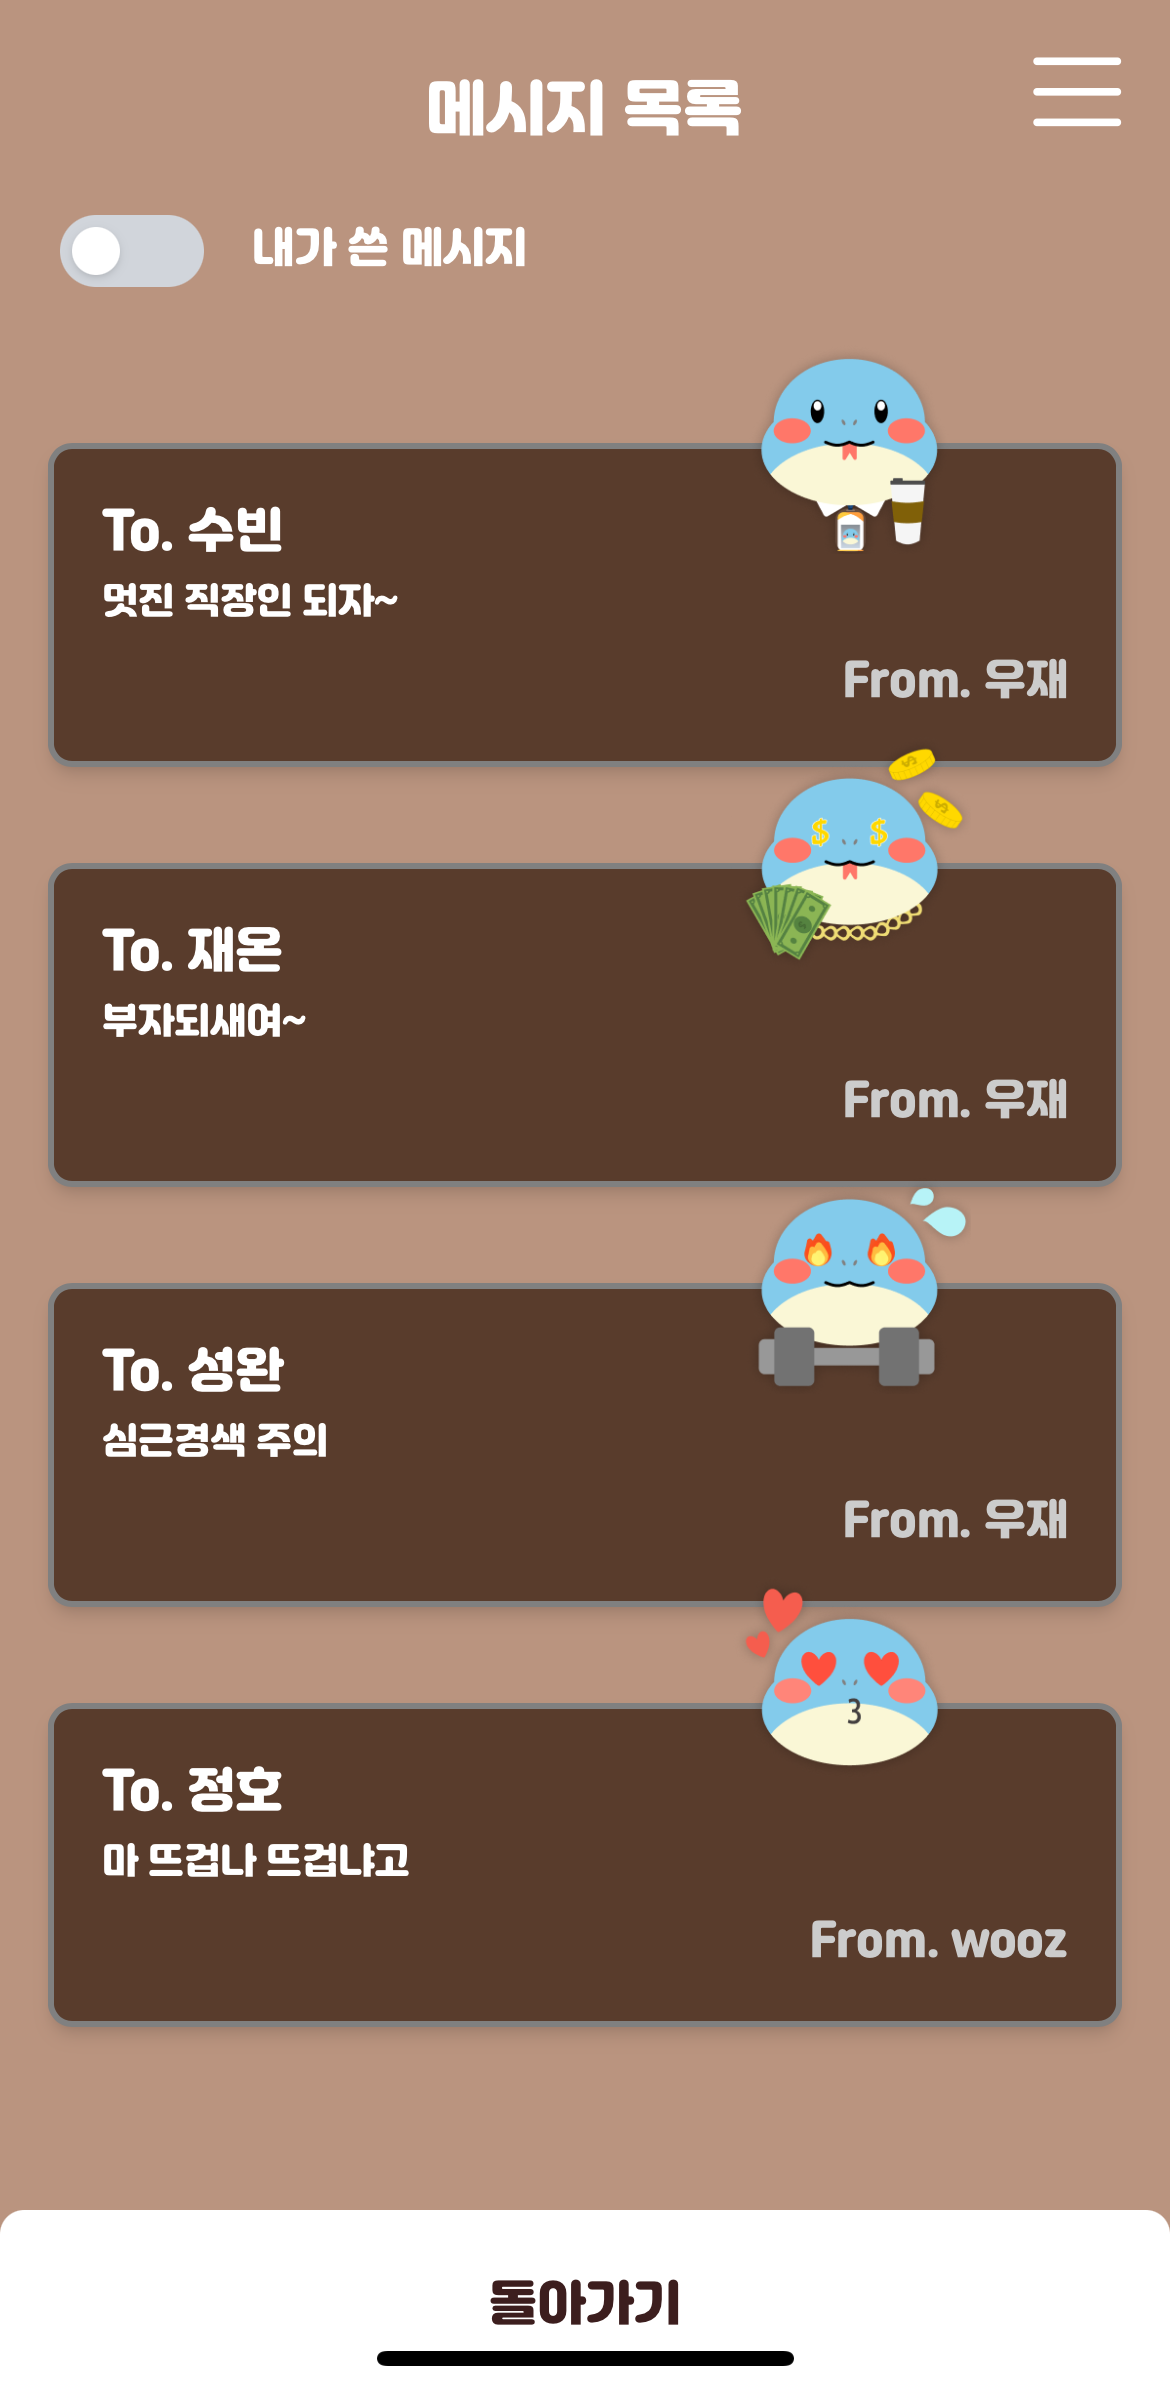 메시지 목록
내가 쓴 메시지
To. 수빈
멋진 직장인 되자~
From. 우재
To. 재온
부자되새여~
From. 우재
To. 성완
심근경색 주의
From. 우재
To. 정호
마 뜨겁나 뜨겁냐고
From. wooz
돌아가기